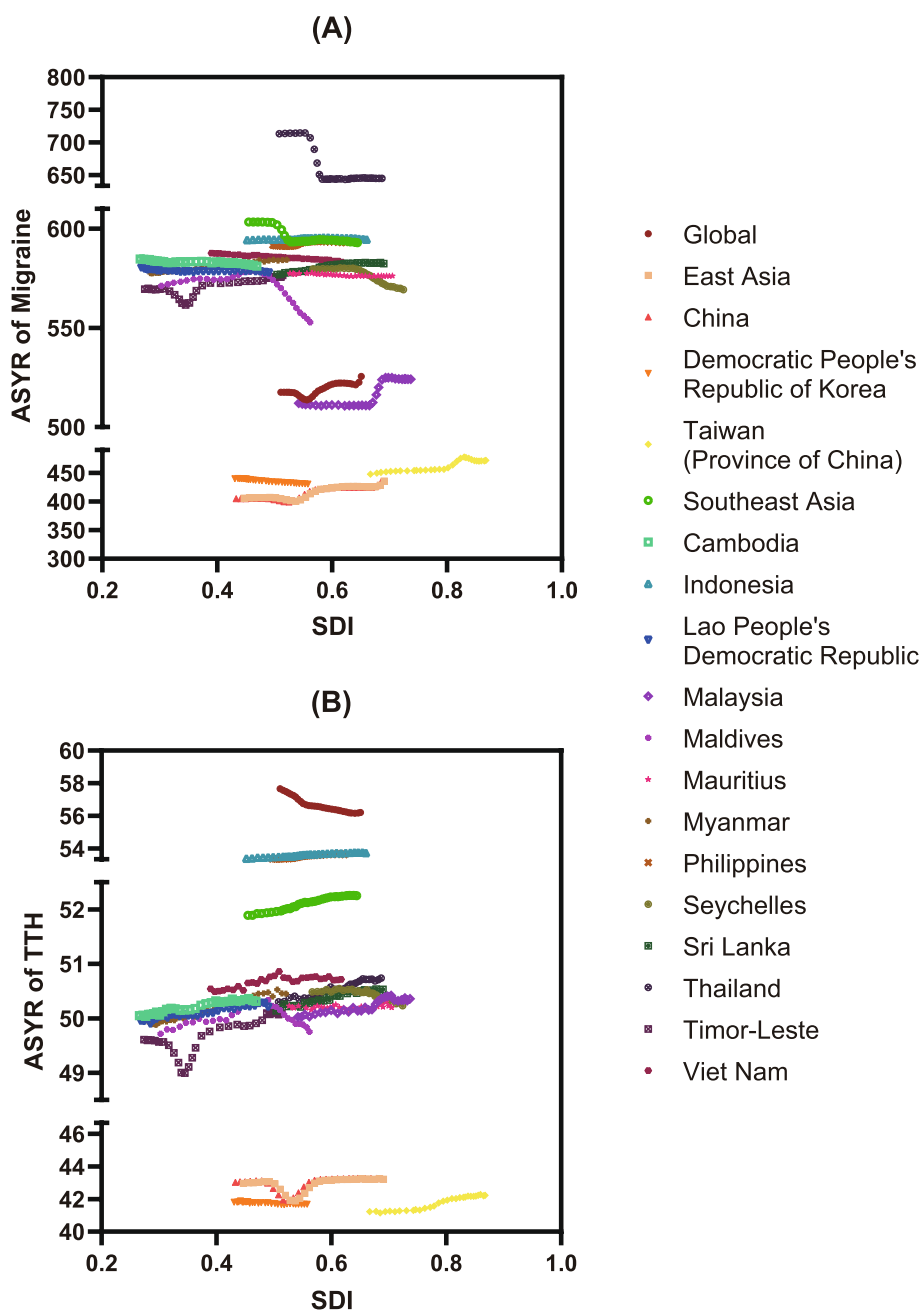 (A)
800
750
700
650
600
550
500
450
400
350
300
ASYR of Migraine
0.2
0.4
0.6
0.8
1.0
SDI
(B)
60
58
56
54
52
51
50
49
46
44
42
40
ASYR of TTH
0.2
0.4
0.6
0.8
1.0
SDI
Global
East Asia
China
Democratic People's
Republic of Korea
Taiwan
(Province of China)
Southeast Asia
Cambodia
Indonesia
Lao People's
Democratic Republic
Malaysia
Maldives
Mauritius
Myanmar
Philippines
Seychelles
Sri Lanka
Thailand
Timor-Leste
Viet Nam